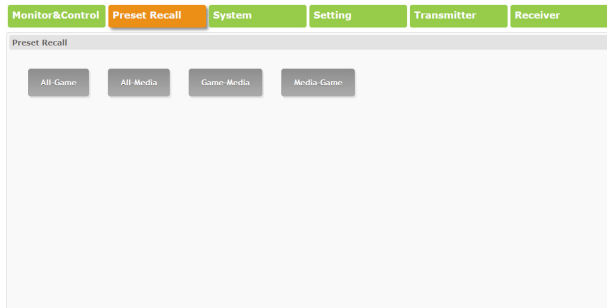 Monitor&Control Preset Recall System Setting Transmitter Receiver
Preset Recall
All-Game All-Media Game-Media Media-Game